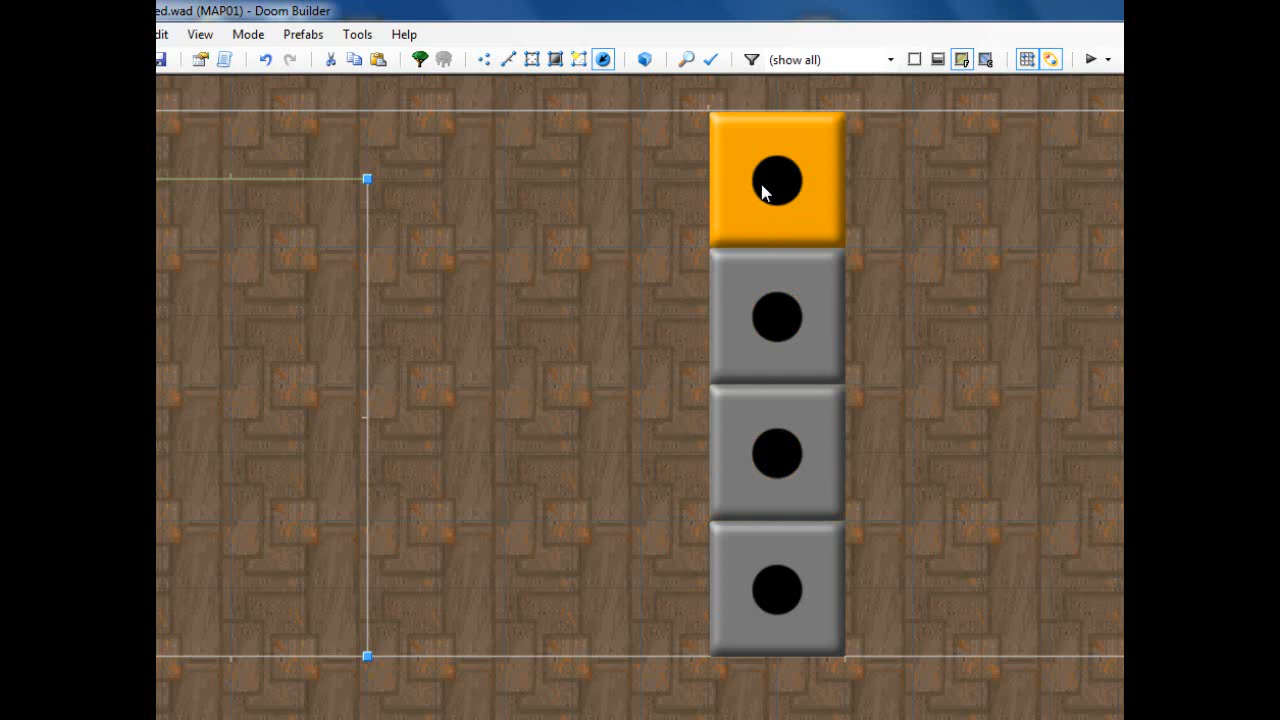 ed.wad (MAP01) - Doom Builder
dit View Mode Prefabs Tools Help
(show all)